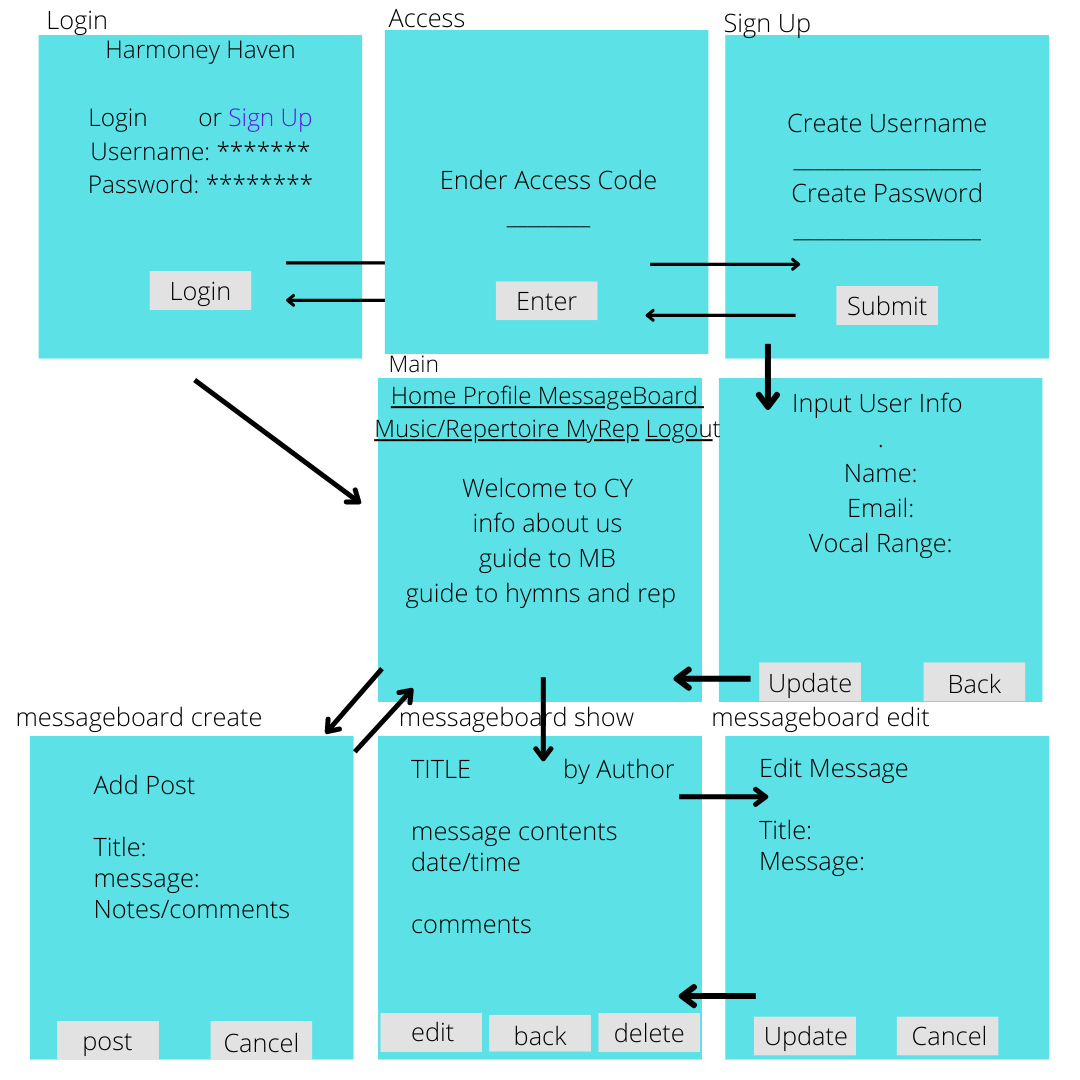 Login
Harmoney Haven
Login or Sign Up
Username: *******
Password: ********
Login
Access
Ender Access Code
________
Enter
Sign Up
Create Username
__________________
Create Password
__________________
Submit
Main
Home Profile MessageBoard
Music/Repertoire MyRep Logout
Welcome to CY
info about us
guide to MB
guide to hymns and rep
Input User Info
.
Name:
Email:
Vocal Range:
Update
Back
messageboard create
Add Post
Title:
message:
Notes/comments
post
Cancel
messageboard show
TITLE by Author
message contents
date/time
comments
edit
back
delete
messageboard edit
Edit Message
Title:
Message:
Update
Cancel